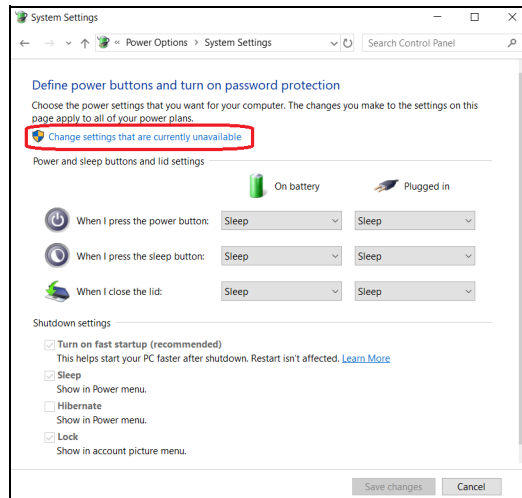 System Settings
« Power Options > System Settings
Search Control Panel
Define power buttons and turn on password protection
Choose the power settings that you want for your computer. The changes you make to the settings on this
page apply to all of your power plans.
Change settings that are currently unavailable
Power and sleep buttons and lid settings
On battery
Plugged in
When I press the power button: Sleep Sleep
When I press the sleep button: Sleep Sleep
When I close the lid: Sleep Sleep
Shutdown settings
Turn on fast startup (recommended)
This helps start your PC faster after shutdown. Restart isn't affected. Learn More
Sleep
Show in Power menu.
Hibernate
Show in Power menu.
Lock
Show in account picture menu.
Save changes Cancel